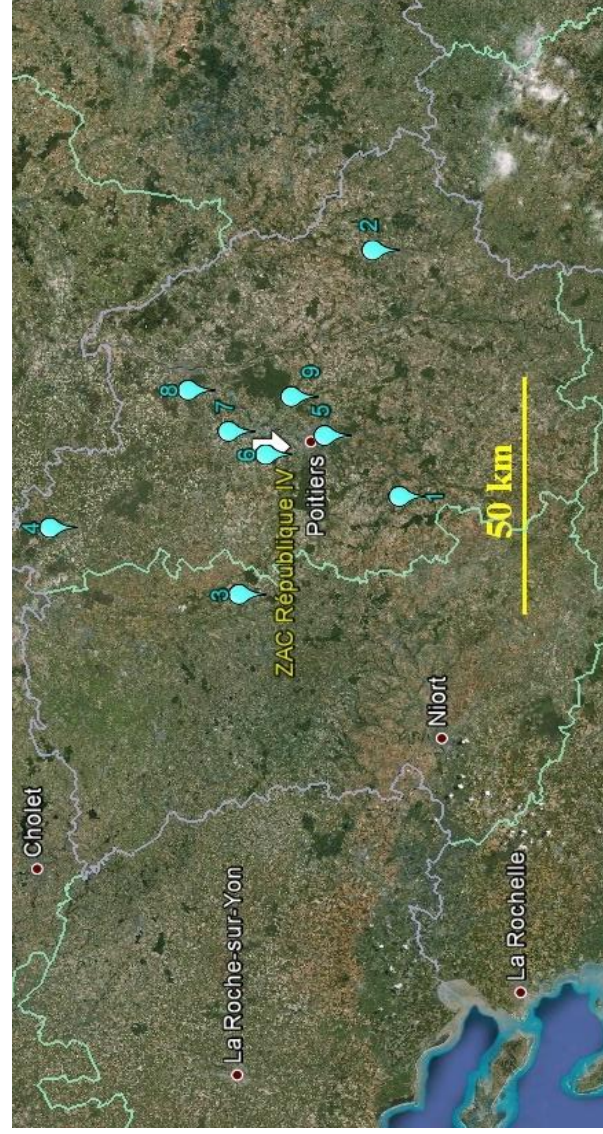 Cholet
4
8
7
3
La Roche-sur-Yon
6
ZAC République IV
9
Poitiers
5
2
1
Niort
50 km
La Rochelle